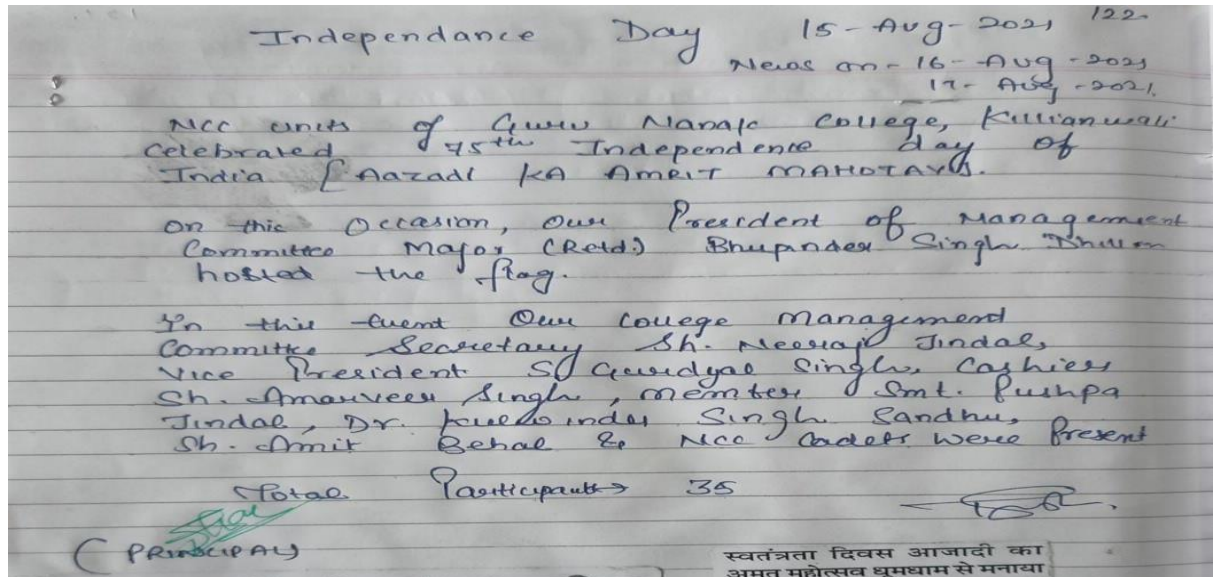 122
Independance Day 15-Aug-2021
News on - 16-Aug-2021
17-Aug-2021.
NCC units of Guru Nanak College, Killianwali
celebrated 75th Independence day of
India [Aazadi KA AMRIT MAHOTAVS.
On this Occasion, Our President of Management
Committee Major (Retd.) Bhupinder Singh Dhillon
hosted the flag.
In this event Our College Management
Committee Secretary Sh. Neeraj Jindal,
Vice President S. Gurdyal Singh, Cashier
Sh. Amarveer Singh, member Smt. Pushpa
Jindal, Dr. Kulwinder Singh Sandhu,
Sh. Amit Behal & NCC Cadets were Present
Total Participants → 35
(PRINCIPAL)
स्वतंत्रता दिवस आजादी का
अमृत महोत्सव धूमधाम से मनाया